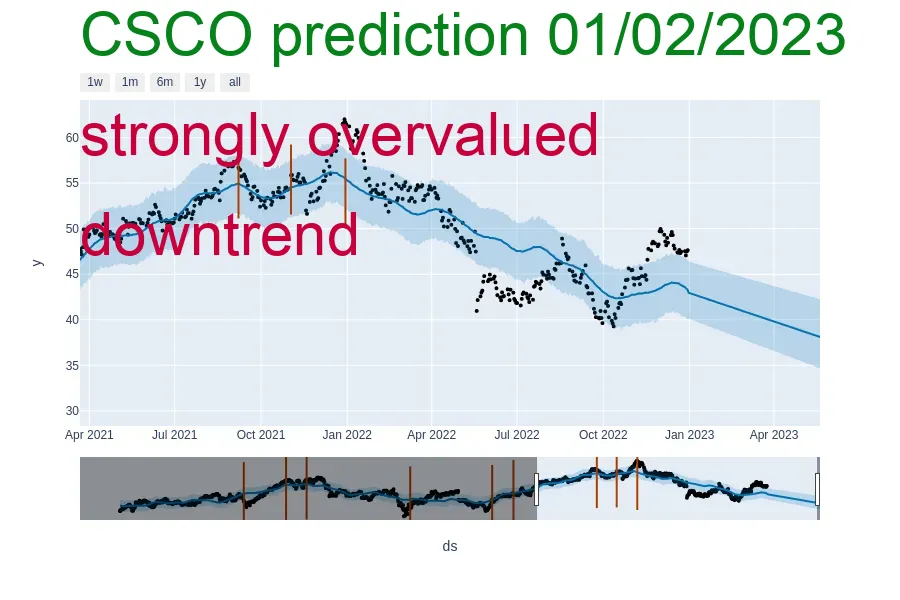 CSCO prediction 01/02/2023
1w 1m 6m 1y all
strongly overvalued
downtrend
60
55
50
45
40
35
30
y
Apr 2021 Jul 2021 Oct 2021 Jan 2022 Apr 2022 Jul 2022 Oct 2022 Jan 2023 Apr 2023
ds